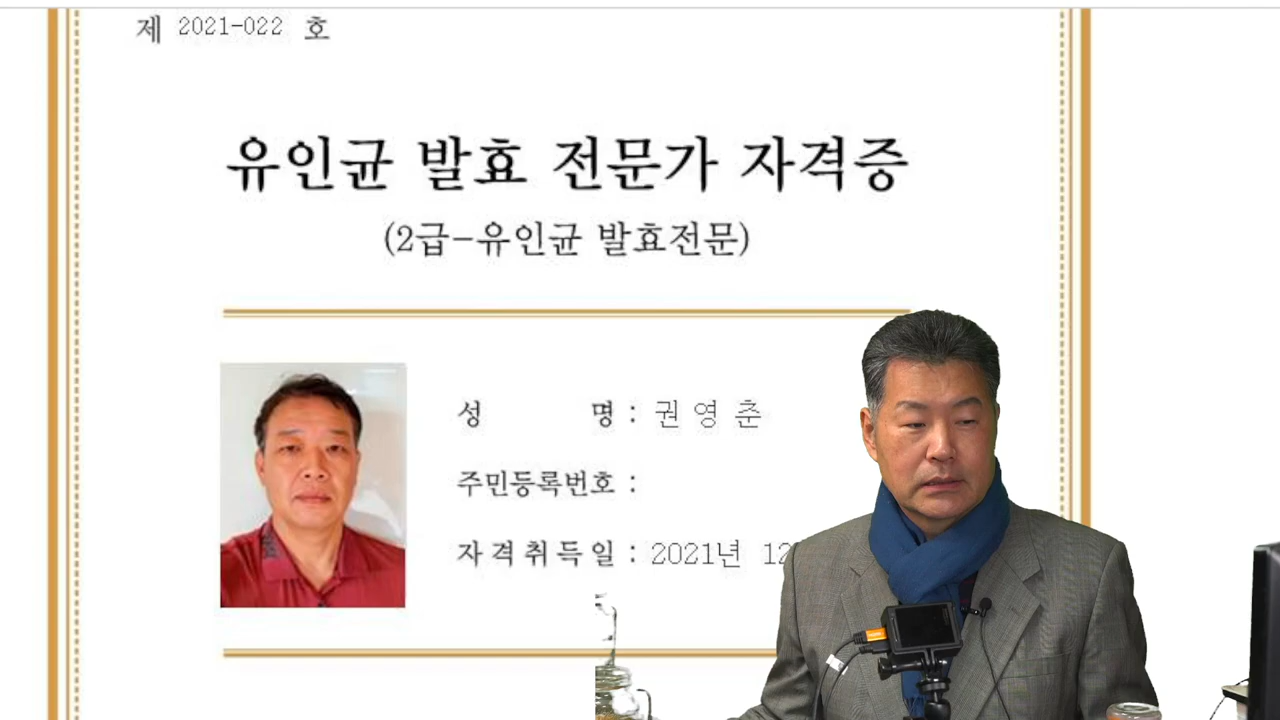 제 2021-022 호
유인균 발효 전문가 자격증
(2급-유인균 발효전문)
성 명 : 권 영 춘
주민등록번호 :
자격취득일 : 2021년 12